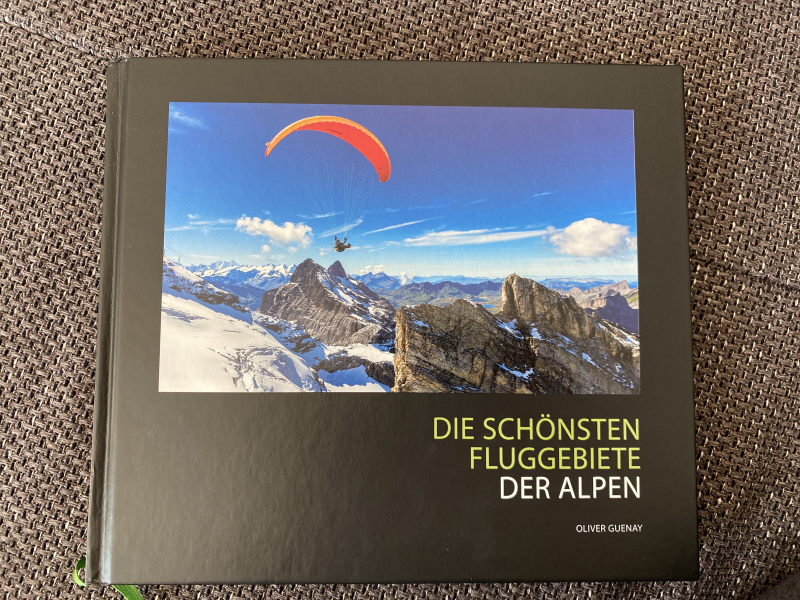 DIE SCHÖNSTEN
FLUGGEBIETE
DER ALPEN
OLIVER GUENAY